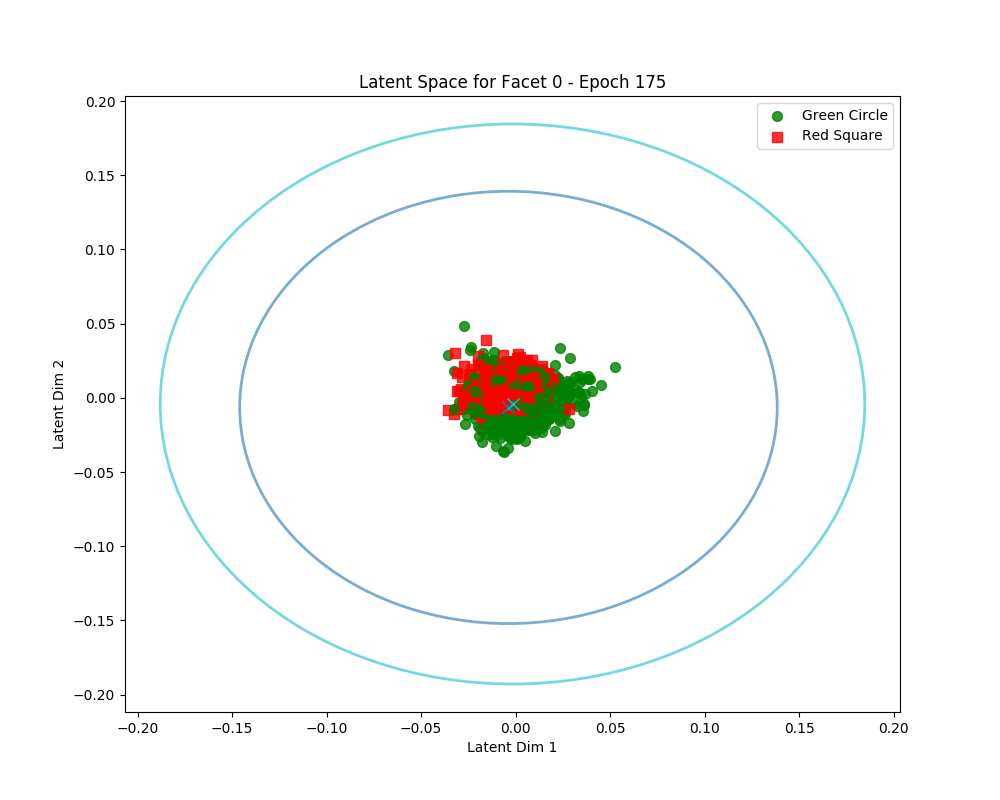 Latent Space for Facet 0 - Epoch 175
Green Circle
Red Square
0.20
0.15
0.10
0.05
0.00
−0.05
−0.10
−0.15
−0.20
Latent Dim 2
−0.20 −0.15 −0.10 −0.05 0.00 0.05 0.10 0.15 0.20
Latent Dim 1